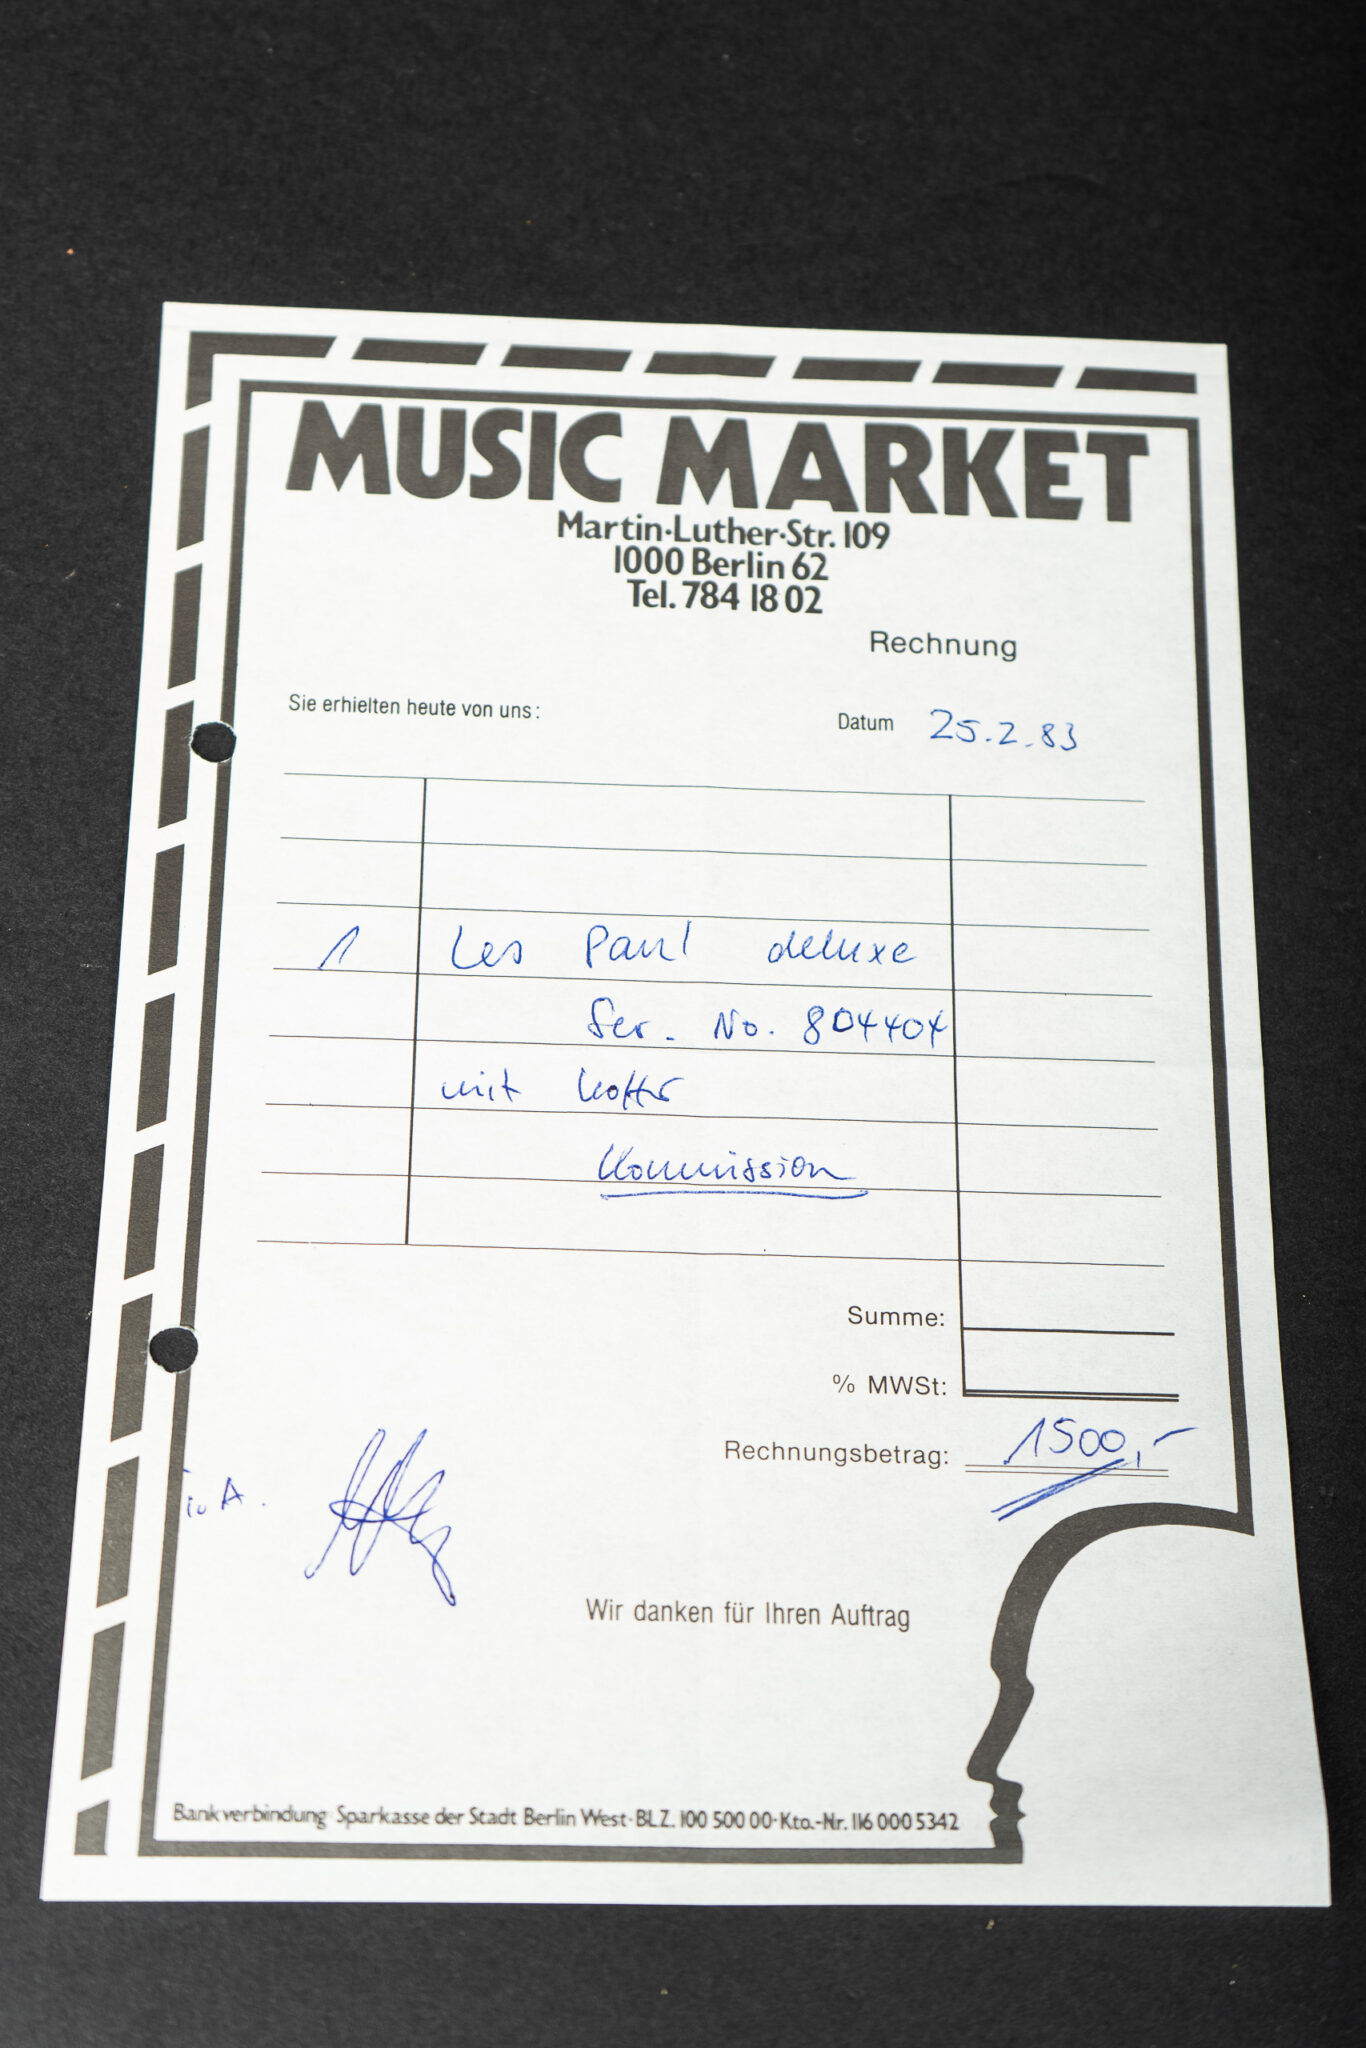 MUSIC MARKET
Martin-Luther-Str. 109
1000 Berlin 62
Tel. 784 18 02
Rechnung
Sie erhielten heute von uns:
Datum 25.2.83
1 Les Paul deluxe
Ser. No. 804404
mit Koffer
Kommission
Summe:
% MWSt:
Rechnungsbetrag: 1500,-
i.A.
Wir danken für Ihren Auftrag
Bankverbindung Sparkasse der Stadt Berlin West · BLZ. 100 500 00 · Kto.-Nr. 116 000 5342